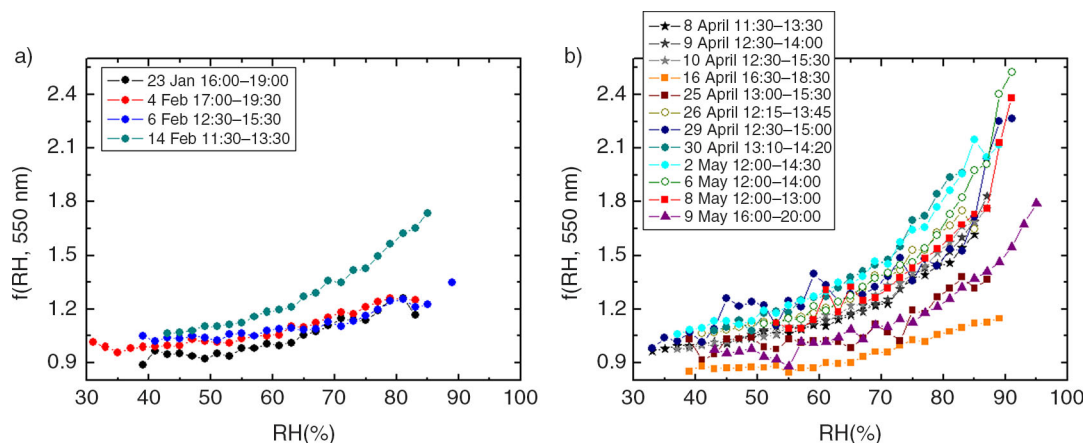 a)
23 Jan 16:00–19:00
4 Feb 17:00–19:30
6 Feb 12:30–15:30
14 Feb 11:30–13:30
2.4
2.1
1.8
1.5
1.2
0.9
f(RH, 550 nm)
30 40 50 60 70 80 90 100
RH(%)
b)
8 April 11:30–13:30
9 April 12:30–14:00
10 April 12:30–15:30
16 April 16:30–18:30
25 April 13:00–15:30
26 April 12:15–13:45
29 April 12:30–15:00
30 April 13:10–14:20
2 May 12:00–14:30
6 May 12:00–14:00
8 May 12:00–13:00
9 May 16:00–20:00
2.4
2.1
1.8
1.5
1.2
0.9
f(RH, 550 nm)
30 40 50 60 70 80 90 100
RH(%)